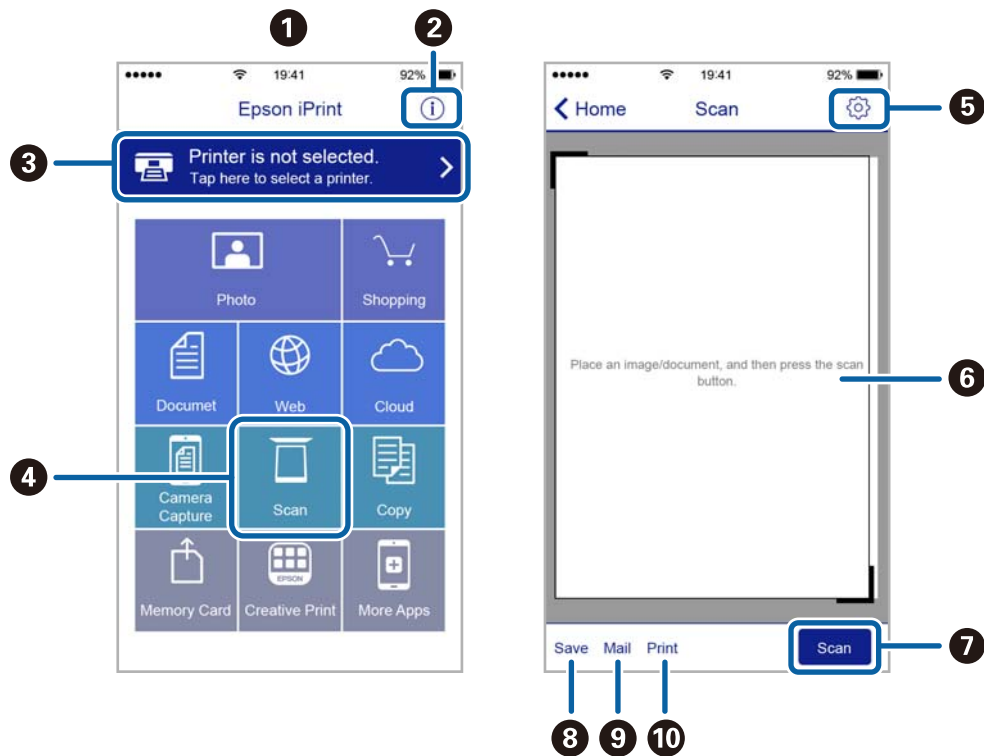 1 2
19:41 92%
Epson iPrint
3
Printer is not selected.
Tap here to select a printer.
Photo Shopping
Documet Web Cloud
4
Camera
Capture
Scan Copy
EPSON
Memory Card Creative Print More Apps
19:41 92%
Home Scan
5
Place an image/document, and then press the scan
button.
6
Save Mail Print Scan
7
8 9 10